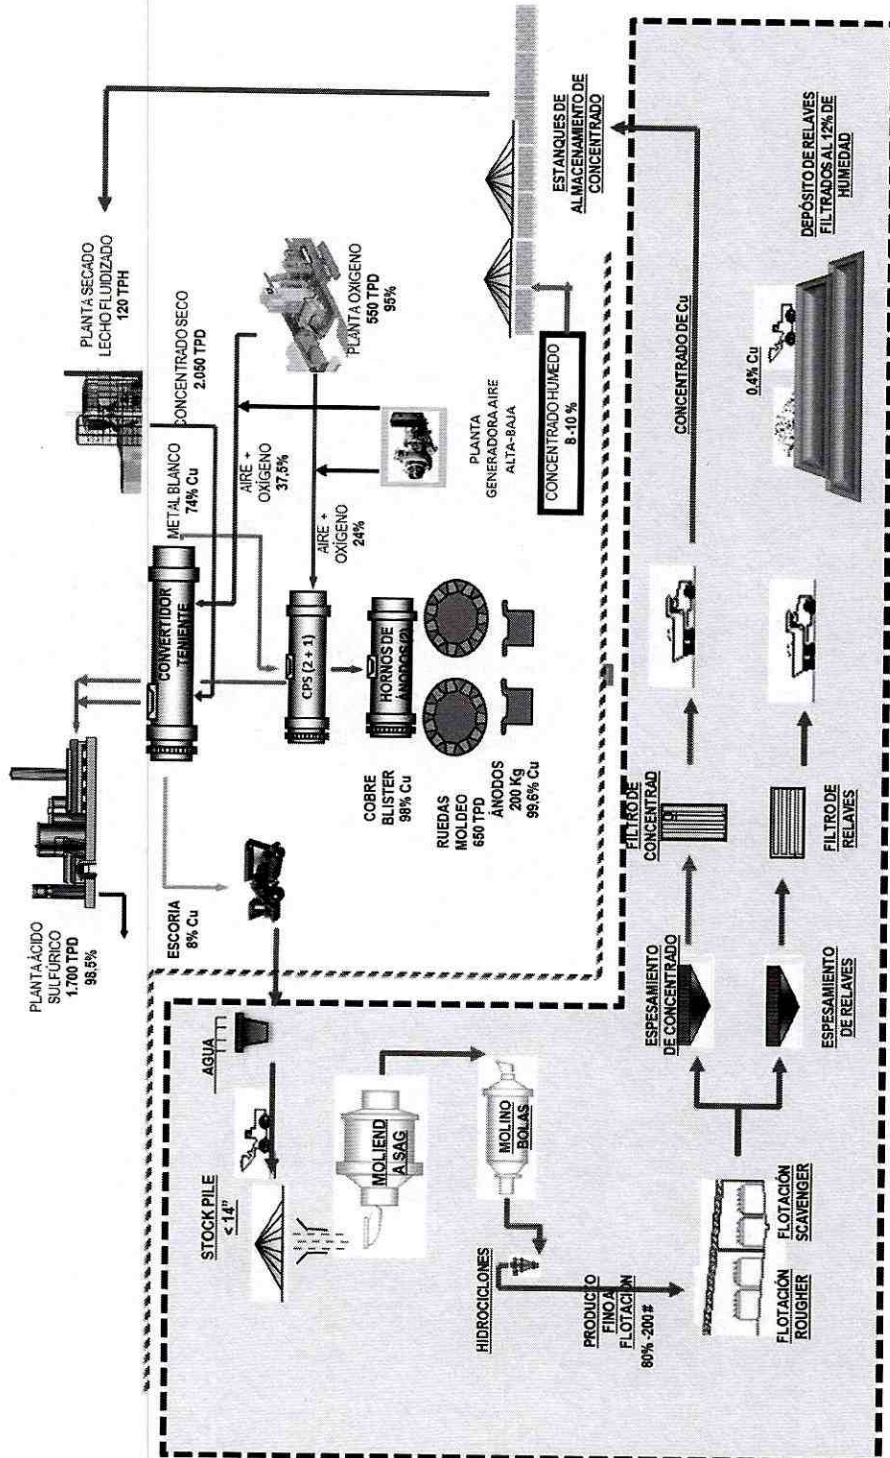 PLANTA ÁCIDO
SULFÚRICO
1.700 TPD
98,5%
PLANTA SECADO
LECHO FLUIDIZADO
120 TPH
CONCENTRADO SECO
2.050 TPD
METAL BLANCO
74% Cu
CONVERTIDOR
TENIENTE
AIRE +
OXÍGENO
37,5%
PLANTA OXIGENO
550 TPD
95%
ESCORIA
8% Cu
CPS (2 + 1)
AIRE +
OXÍGENO
24%
HORNOS DE
ÁNODOS (2)
COBRE
BLISTER
98% Cu
RUEDAS
MOLDEO
650 TPD
ÁNODOS
200 Kg
99,6% Cu
PLANTA
GENERADORA AIRE
ALTA-BAJA
CONCENTRADO HUMEDO
8 -10 %
ESTANQUES DE
ALMACENAMIENTO DE
CONCENTRADO
AGUA
STOCK PILE
< 14"
MOLIEND
A SAG
MOLINO
BOLAS
HIDROCICLONES
PRODUCTO
FINO A
FLOTACIÓN
80% -200 #
FLOTACIÓN
ROUGHER
FLOTACIÓN
SCAVENGER
ESPESAMIENTO
DE CONCENTRADO
ESPESAMIENTO
DE RELAVES
FILTRO DE
CONCENTRAD
FILTRO DE
RELAVES
CONCENTRADO DE Cu
0,4% Cu
DEPÓSITO DE RELAVES
FILTRADOS AL 12% DE
HUMEDAD